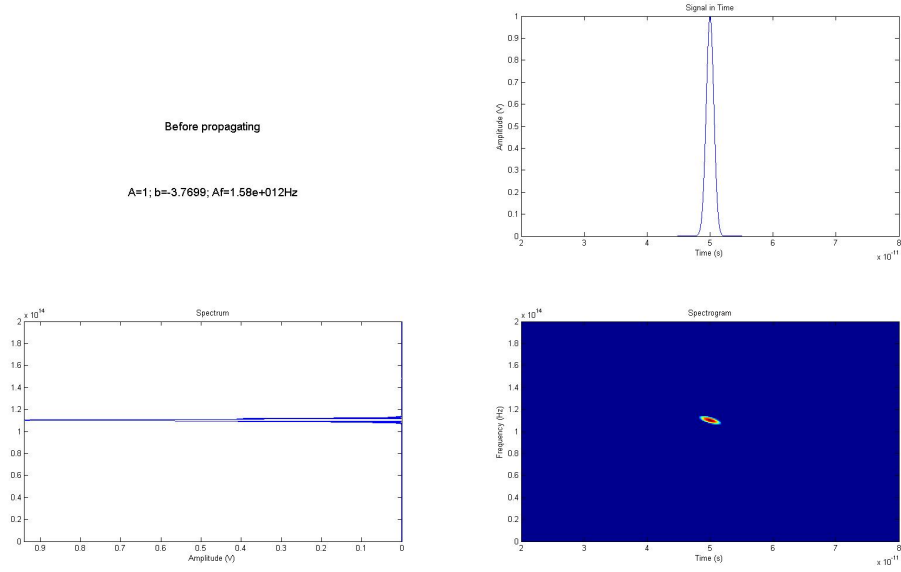 Before propagating
A=1; b=-3.7699; Af=1.58e+012Hz
Signal in Time
Amplitude (V)
1
0.9
0.8
0.7
0.6
0.5
0.4
0.3
0.2
0.1
0
2 3 4 5 6 7 8
Time (s)
x 10^-11
Spectrum
x 10^14
2
1.8
1.6
1.4
1.2
1
0.8
0.6
0.4
0.2
0
0.9 0.8 0.7 0.6 0.5 0.4 0.3 0.2 0.1 0
Amplitude (V)
Spectrogram
x 10^14
Frequency (Hz)
2
1.8
1.6
1.4
1.2
1
0.8
0.6
0.4
0.2
0
2 3 4 5 6 7 8
Time (s)
x 10^-11